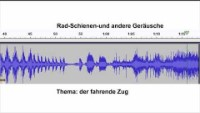 Rad-Schienen-und andere Geräusche
Thema: der fahrende Zug